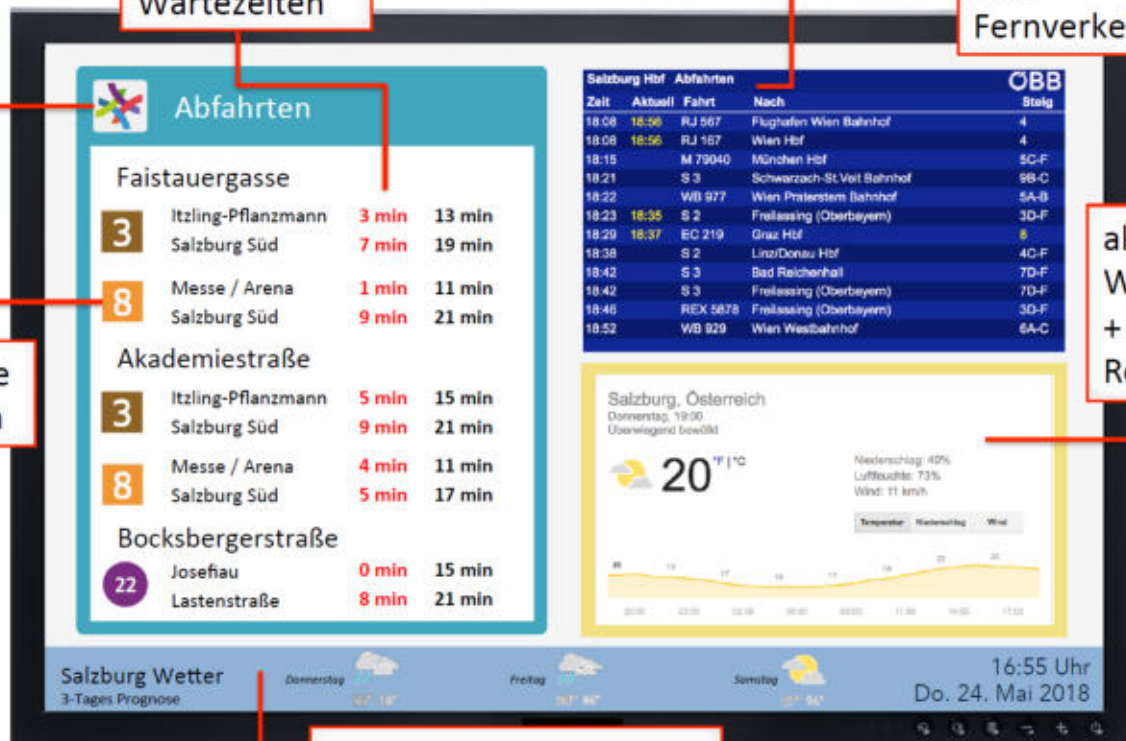 Wartezeiten
Fernverke
Abfahrten
Faistauergasse
3 Itzling-Pflanzmann 3 min 13 min
Salzburg Süd 7 min 19 min
8 Messe / Arena 1 min 11 min
Salzburg Süd 9 min 21 min
Akademiestraße
3 Itzling-Pflanzmann 5 min 15 min
Salzburg Süd 9 min 21 min
8 Messe / Arena 4 min 11 min
Salzburg Süd 5 min 17 min
Bocksbergerstraße
22 Josefiau 0 min 15 min
Lastenstraße 8 min 21 min
Salzburg Hbf Abfahrten ÖBB
Zeit Aktuell Fahrt Nach Steig
18:08 18:56 RJ 567 Flughafen Wien Bahnhof 4
18:08 18:56 RJ 167 Wien Hbf 4
18:15 M 79040 München Hbf 5C-F
18:21 S 3 Schwarzach-St.Veit Bahnhof 9B-C
18:22 WB 977 Wien Praterstern Bahnhof 5A-B
18:23 18:35 S 2 Freilassing (Oberbayern) 3D-F
18:29 18:37 EC 219 Graz Hbf 8
18:38 S 2 Linz/Donau Hbf 4C-F
18:42 S 3 Bad Reichenhall 7D-F
18:42 S 3 Freilassing (Oberbayern) 7D-F
18:46 REX 5878 Freilassing (Oberbayern) 3D-F
18:52 WB 929 Wien Westbahnhof 6A-C
al
W
+
Re
e
Salzburg, Österreich
Donnerstag, 19:00
Überwiegend bewölkt
20 °F | °C
Niederschlag: 40%
Luftfeuchte: 73%
Wind: 11 km/h
Temperatur Niederschlag Wind
Salzburg Wetter
3-Tages Prognose
Donnerstag
Freitag
Samstag
16:55 Uhr
Do. 24. Mai 2018